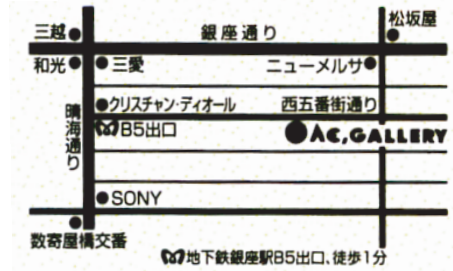 松坂屋
三越
銀座通り
和光
三愛
ニューメルサ
クリスチャン・ディオール
西五番街通り
晴海通り
B5出口
AC,GALLERY
SONY
数寄屋橋交番
地下鉄銀座駅B5出口、徒歩1分